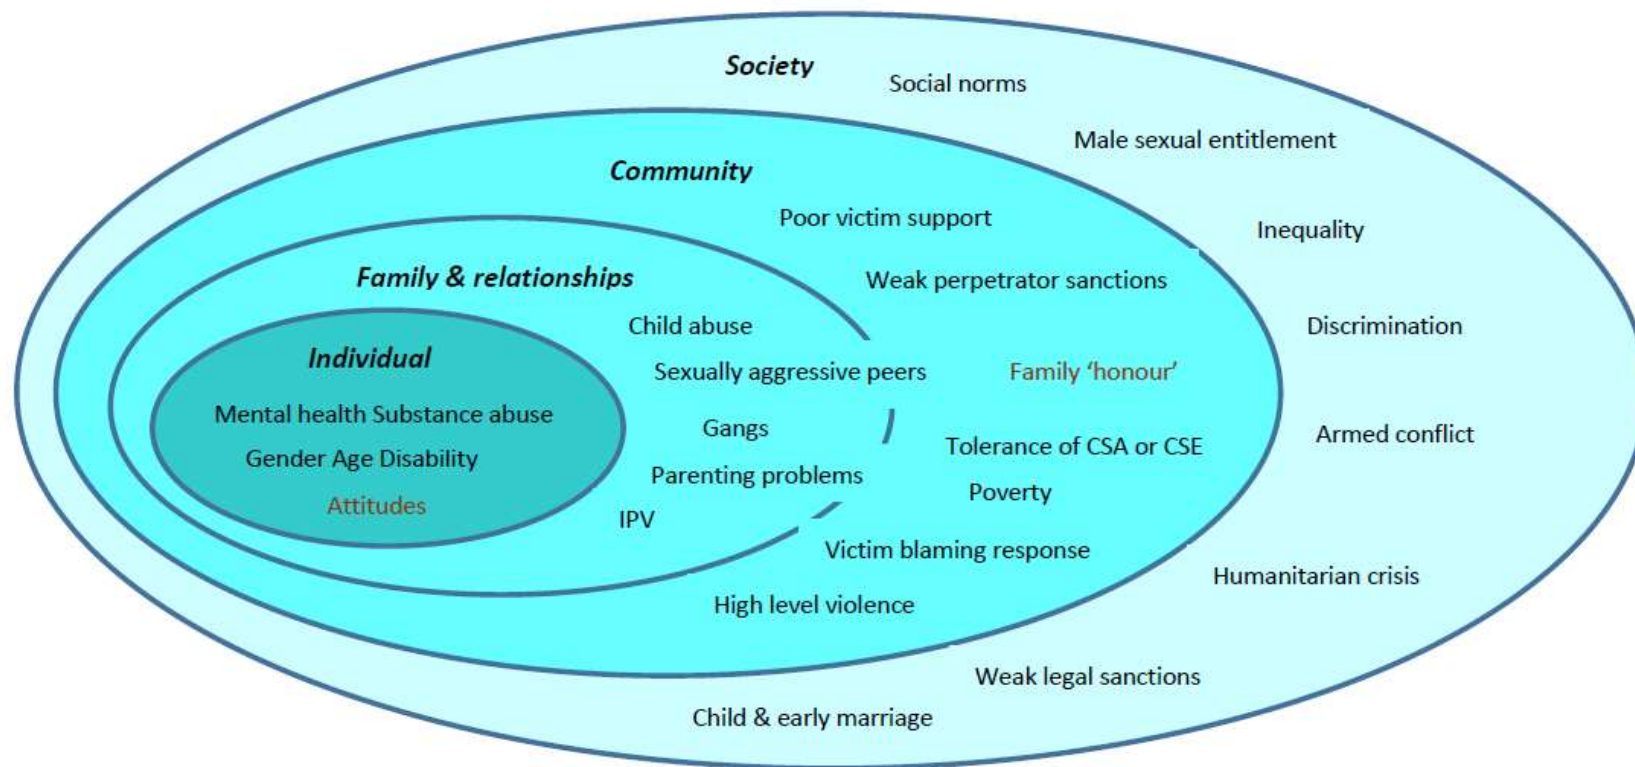 Society
Social norms
Male sexual entitlement
Community
Poor victim support
Inequality
Family & relationships
Weak perpetrator sanctions
Child abuse
Discrimination
Individual
Sexually aggressive peers
Family ‘honour’
Mental health Substance abuse
Gangs
Armed conflict
Tolerance of CSA or CSE
Gender Age Disability
Parenting problems
Poverty
Attitudes
IPV
Victim blaming response
Humanitarian crisis
High level violence
Weak legal sanctions
Child & early marriage